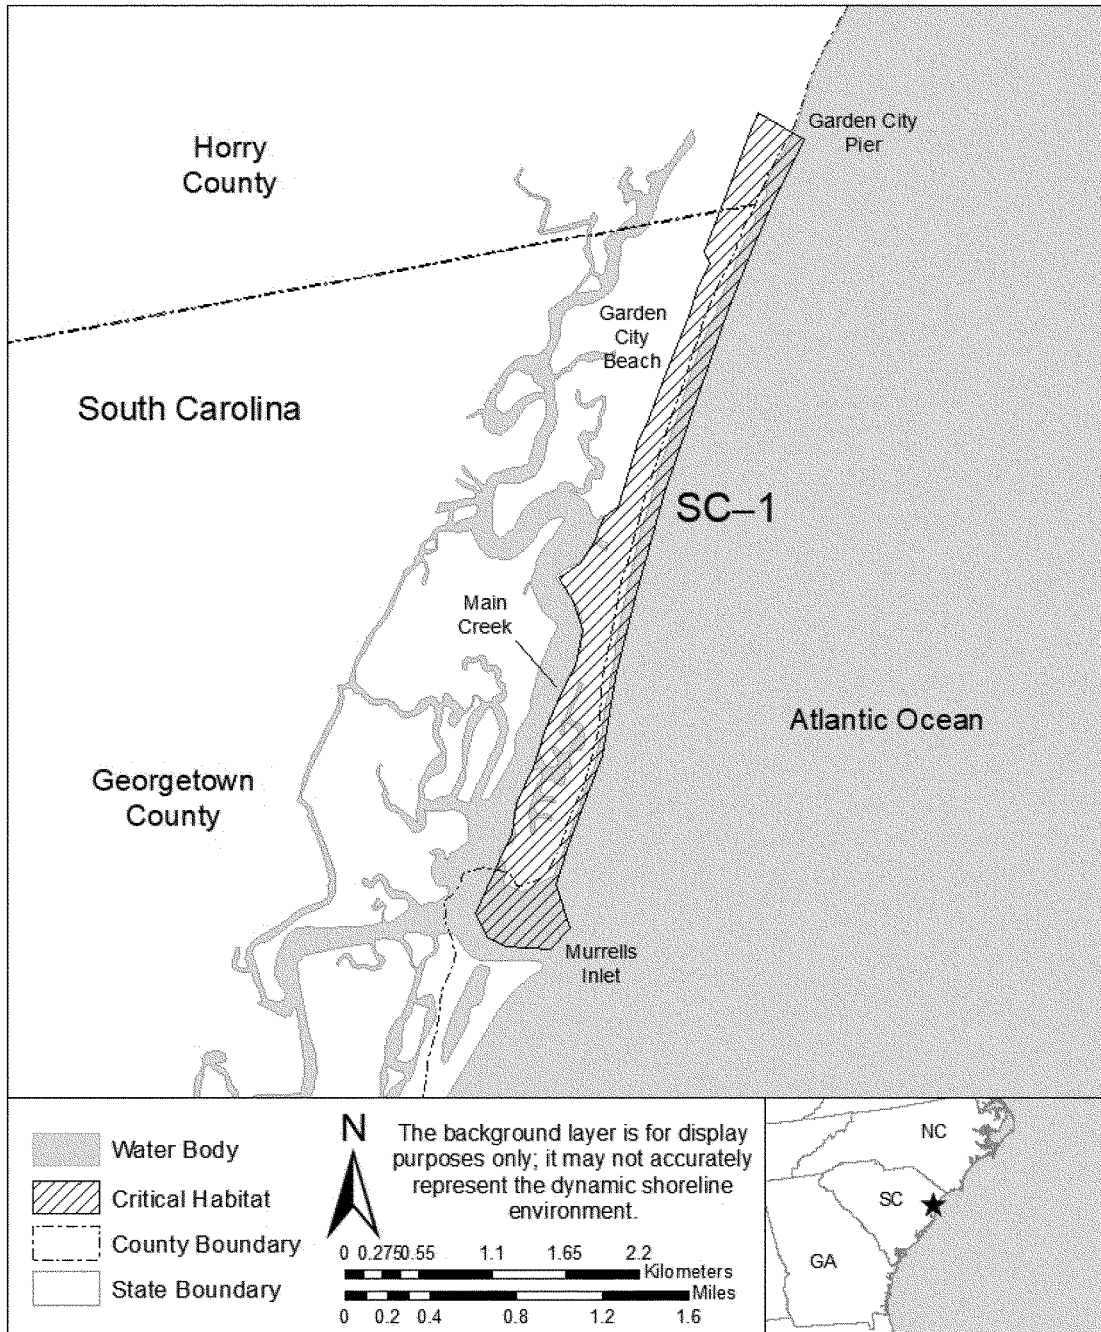 Garden City
Pier
Horry
County
Garden
City
Beach
South Carolina
SC–1
Main
Creek
Atlantic Ocean
Georgetown
County
Murrells
Inlet
Water Body
Critical Habitat
County Boundary
State Boundary
N
The background layer is for display
purposes only; it may not accurately
represent the dynamic shoreline
environment.
0 0.275 0.55 1.1 1.65 2.2
Kilometers
Miles
0 0.2 0.4 0.8 1.2 1.6
NC
SC
GA